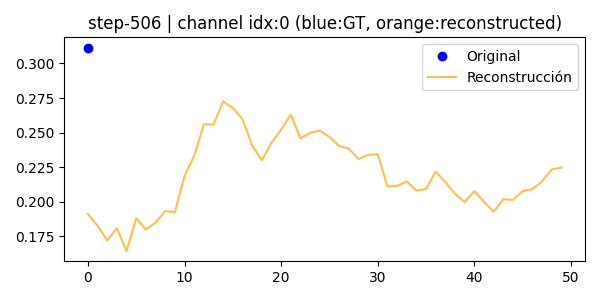 step-506 | channel idx:0 (blue:GT, orange:reconstructed)
Original
Reconstrucción
0.300
0.275
0.250
0.225
0.200
0.175
0 10 20 30 40 50